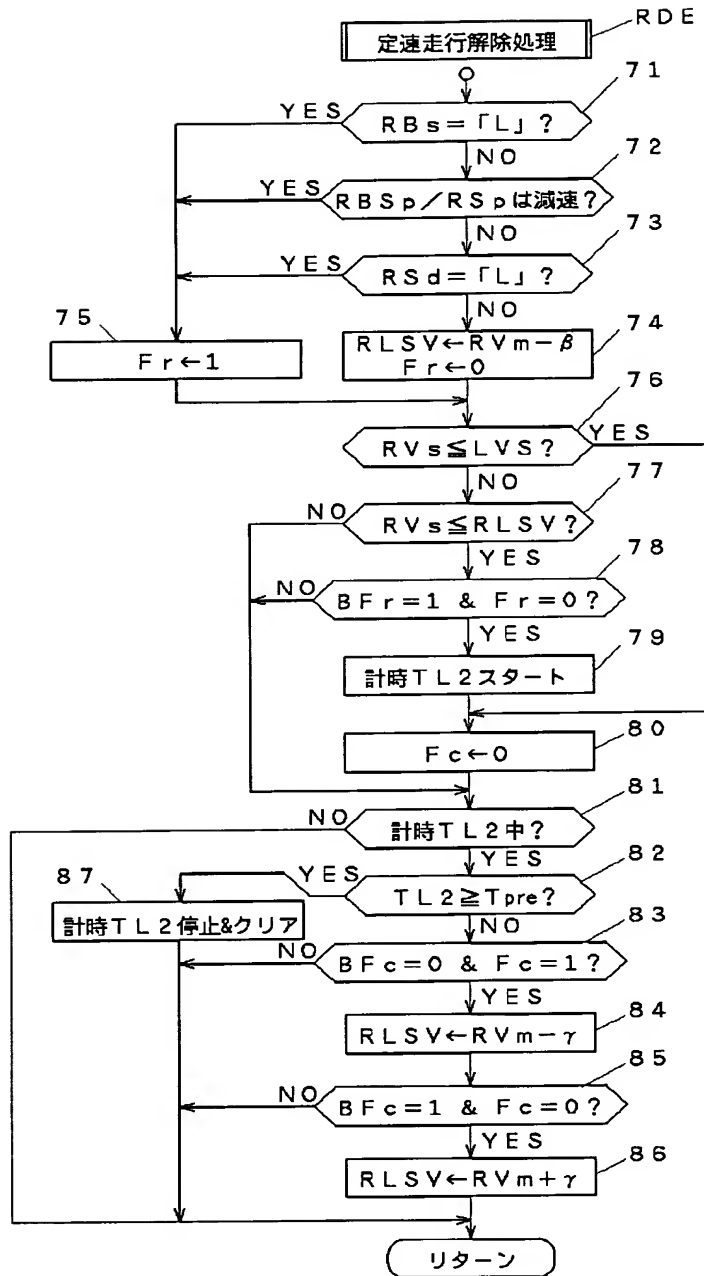 RDE
定速走行解除処理
71
YES
RBs=「L」?
NO
72
YES
RBSp/RSpは減速?
NO
73
YES
RSd=「L」?
NO
75
Fr←1
74
RLSV←RVm-β
Fr←0
76
RVs≦LVS?
YES
NO
77
NO
RVs≦RLSV?
YES
78
NO
BFr=1 & Fr=0?
YES
79
計時TL2スタート
80
Fc←0
81
NO
計時TL2中?
YES
82
87
YES
TL2≧Tpre?
計時TL2停止&クリア
NO
83
NO
BFc=0 & Fc=1?
YES
84
RLSV←RVm-γ
85
NO
BFc=1 & Fc=0?
YES
86
RLSV←RVm+γ
リターン